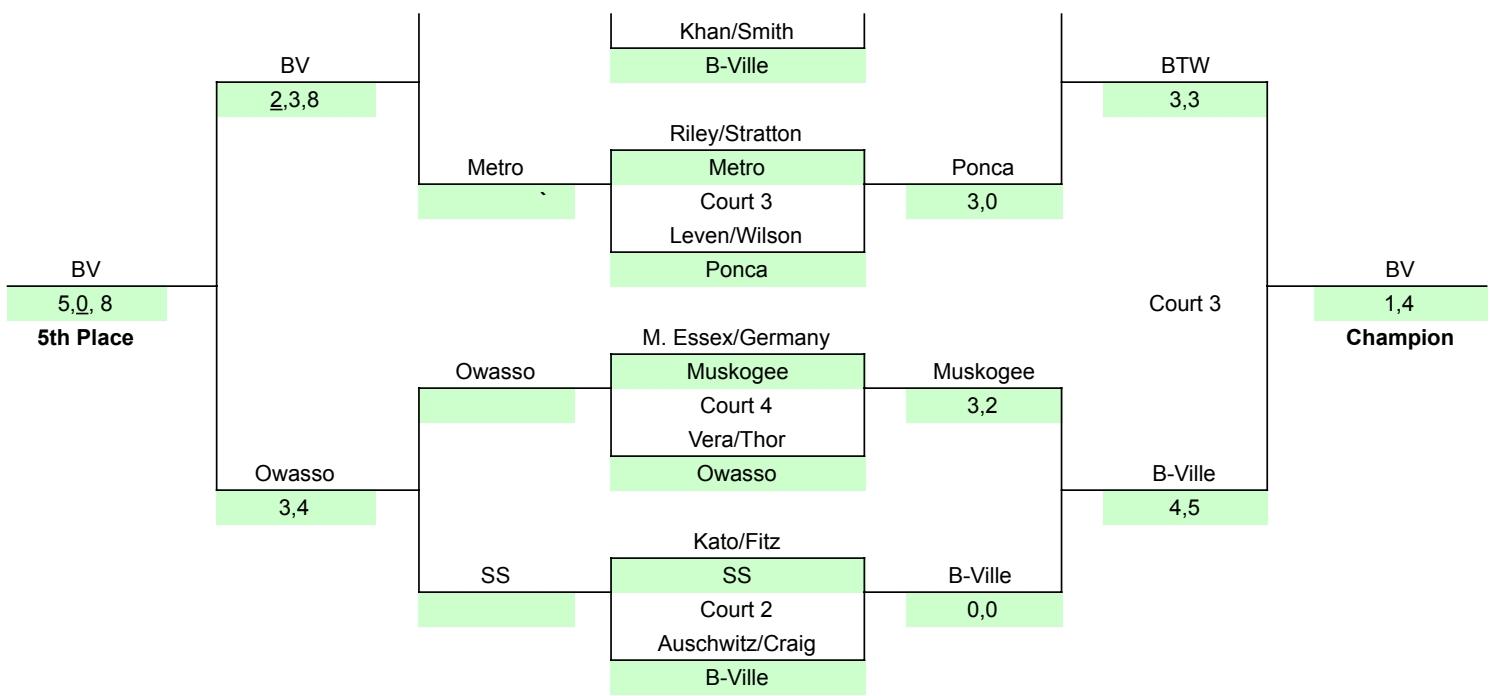 Khan/Smith
BV B-Ville BTW
2,3,8 3,3
Riley/Stratton
Metro Metro Ponca
` Court 3 3,0
Leven/Wilson
BV Ponca BV
5,0, 8 Court 3 1,4
5th Place M. Essex/Germany Champion
Owasso Muskogee Muskogee
Court 4 3,2
Vera/Thor
Owasso Owasso B-Ville
3,4 4,5
Kato/Fitz
SS SS B-Ville
Court 2 0,0
Auschwitz/Craig
B-Ville